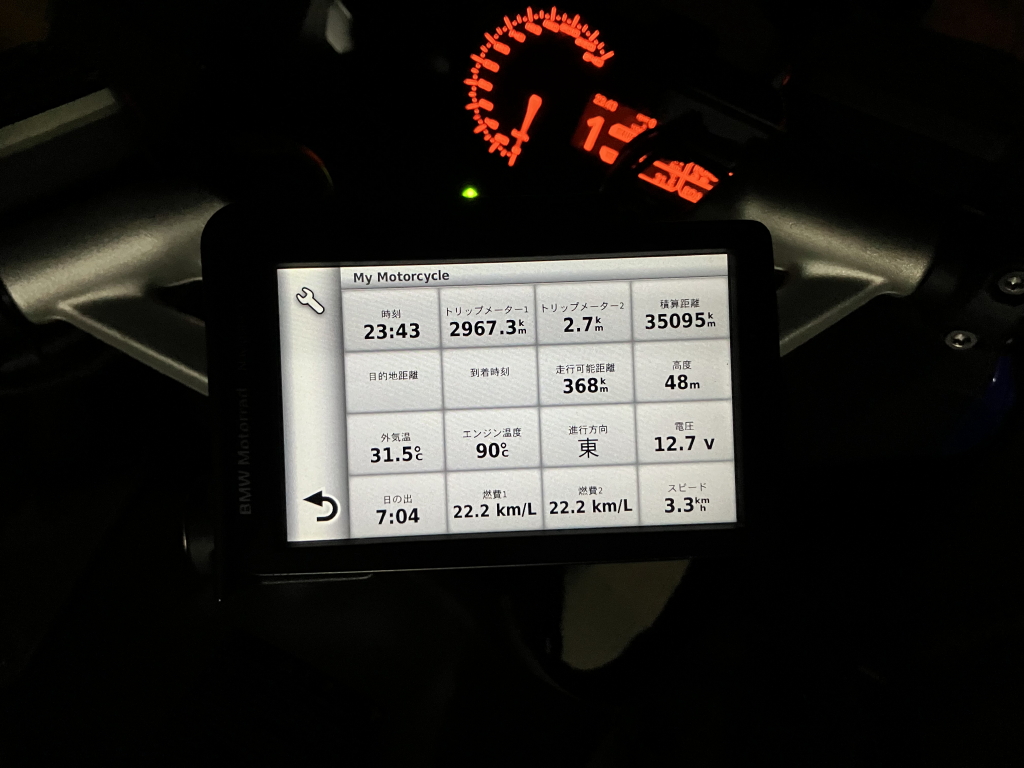 My Motorcycle
時刻 トリップメーター1 トリップメーター2 積算距離
23:43 2967.3km 2.7km 35095km
目的地距離 到着時刻 走行可能距離 高度
368km 48m
外気温 エンジン温度 進行方向 電圧
31.5℃ 90℃ 東 12.7 V
日の出 燃費1 燃費2 スピード
7:04 22.2 km/L 22.2 km/L 3.3km/h
BMW Motorrad